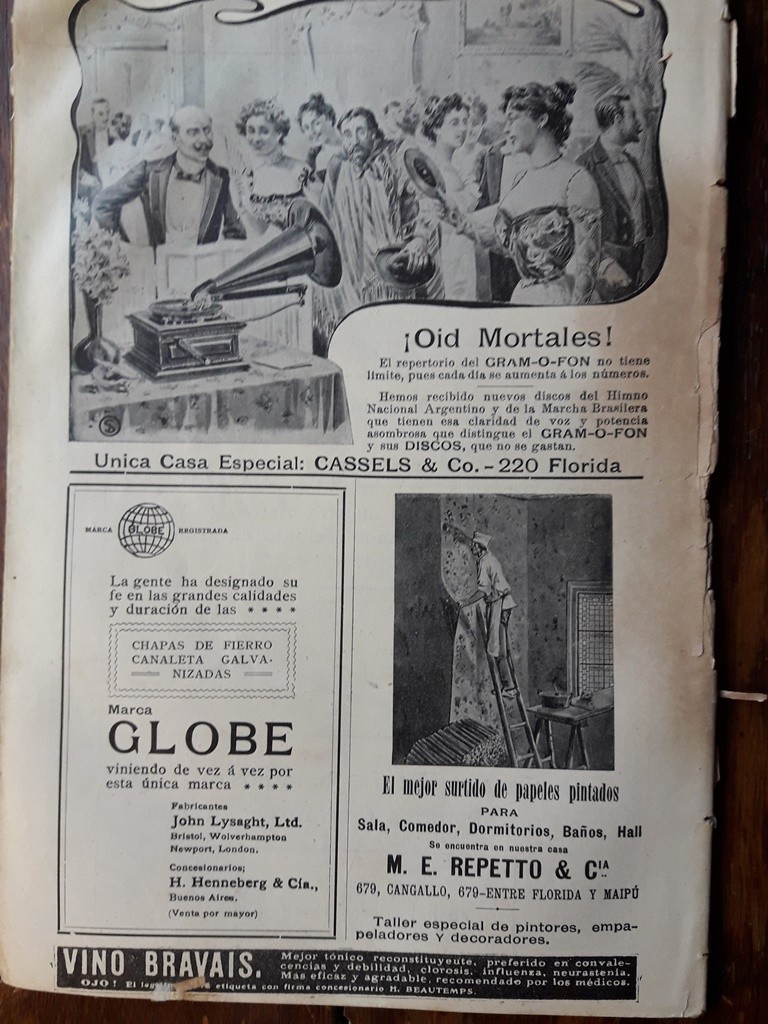 ¡Oid Mortales!
El repertorio del GRAM-O-FON no tiene
limite, pues cada dia se aumenta á los números.
Hemos recibido nuevos discos del Himno
Nacional Argentino y de la Marcha Brasilera
que tienen esa claridad de voz y potencia
asombrosa que distingue el GRAM-O-FON
y sus DISCOS, que no se gastan.
Unica Casa Especial: CASSELS & Co. - 220 Florida
MARCA GLOBE REGISTRADA
La gente ha designado su
fe en las grandes calidades
y duración de las * * * *
CHAPAS DE FIERRO
CANALETA GALVA-
NIZADAS
Marca
GLOBE
viniendo de vez á vez por
esta única marca * * * *
Fabricantes
John Lysaght, Ltd.
Bristol, Wolverhampton
Newport, London.
Concesionarios;
H. Henneberg & Cía.,
Buenos Aires.
(Venta por mayor)
El mejor surtido de papeles pintados
PARA
Sala, Comedor, Dormitorios, Baños, Hall
Se encuentra en nuestra casa
M. E. REPETTO & CIA
679, CANGALLO, 679-ENTRE FLORIDA Y MAIPÚ
Taller especial de pintores, empa-
peladores y decoradores.
VINO BRAVAIS. Mejor tónico reconstituyente, preferido en convale-
cencias y debilidad, clorosis, influenza, neurastenia.
Mas eficaz y agradable, recomendado por los médicos.
OJO! El etiqueta con firma concesionario H. BEAUTEMPS.